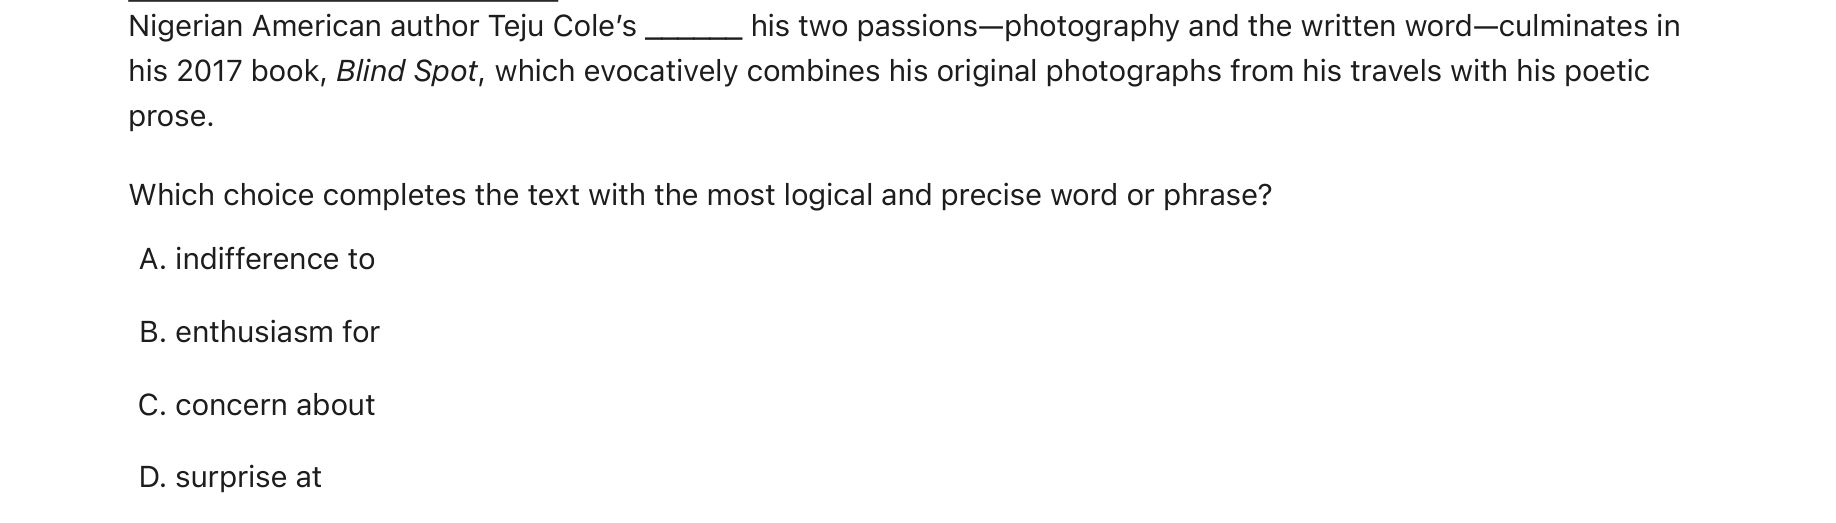 Nigerian American author Teju Cole’s ______ his two passions—photography and the written word—culminates in
his 2017 book, Blind Spot, which evocatively combines his original photographs from his travels with his poetic
prose.
Which choice completes the text with the most logical and precise word or phrase?
A. indifference to
B. enthusiasm for
C. concern about
D. surprise at